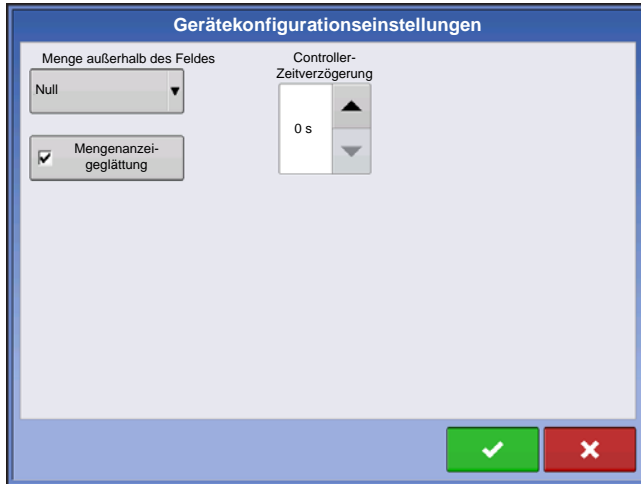 Gerätekonfigurationseinstellungen
Menge außerhalb des Feldes
Null
Mengenanzei-
geglättung
Controller-
Zeitverzögerung
0 s